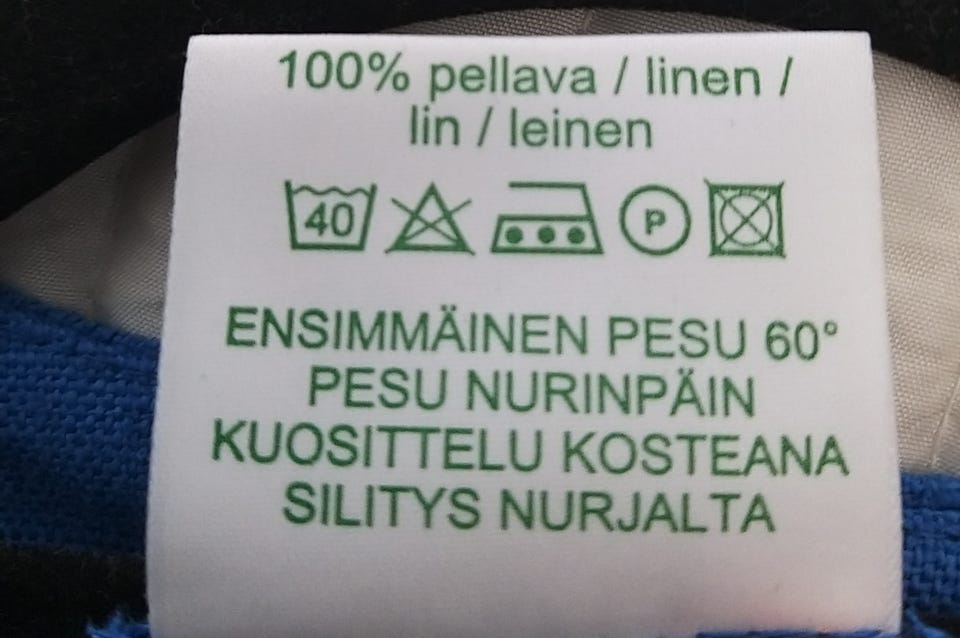 100% pellava / linen /
lin / leinen
40 P
ENSIMMÄINEN PESU 60°
PESU NURINPÄIN
KUOSITTELU KOSTEANA
SILITYS NURJALTA